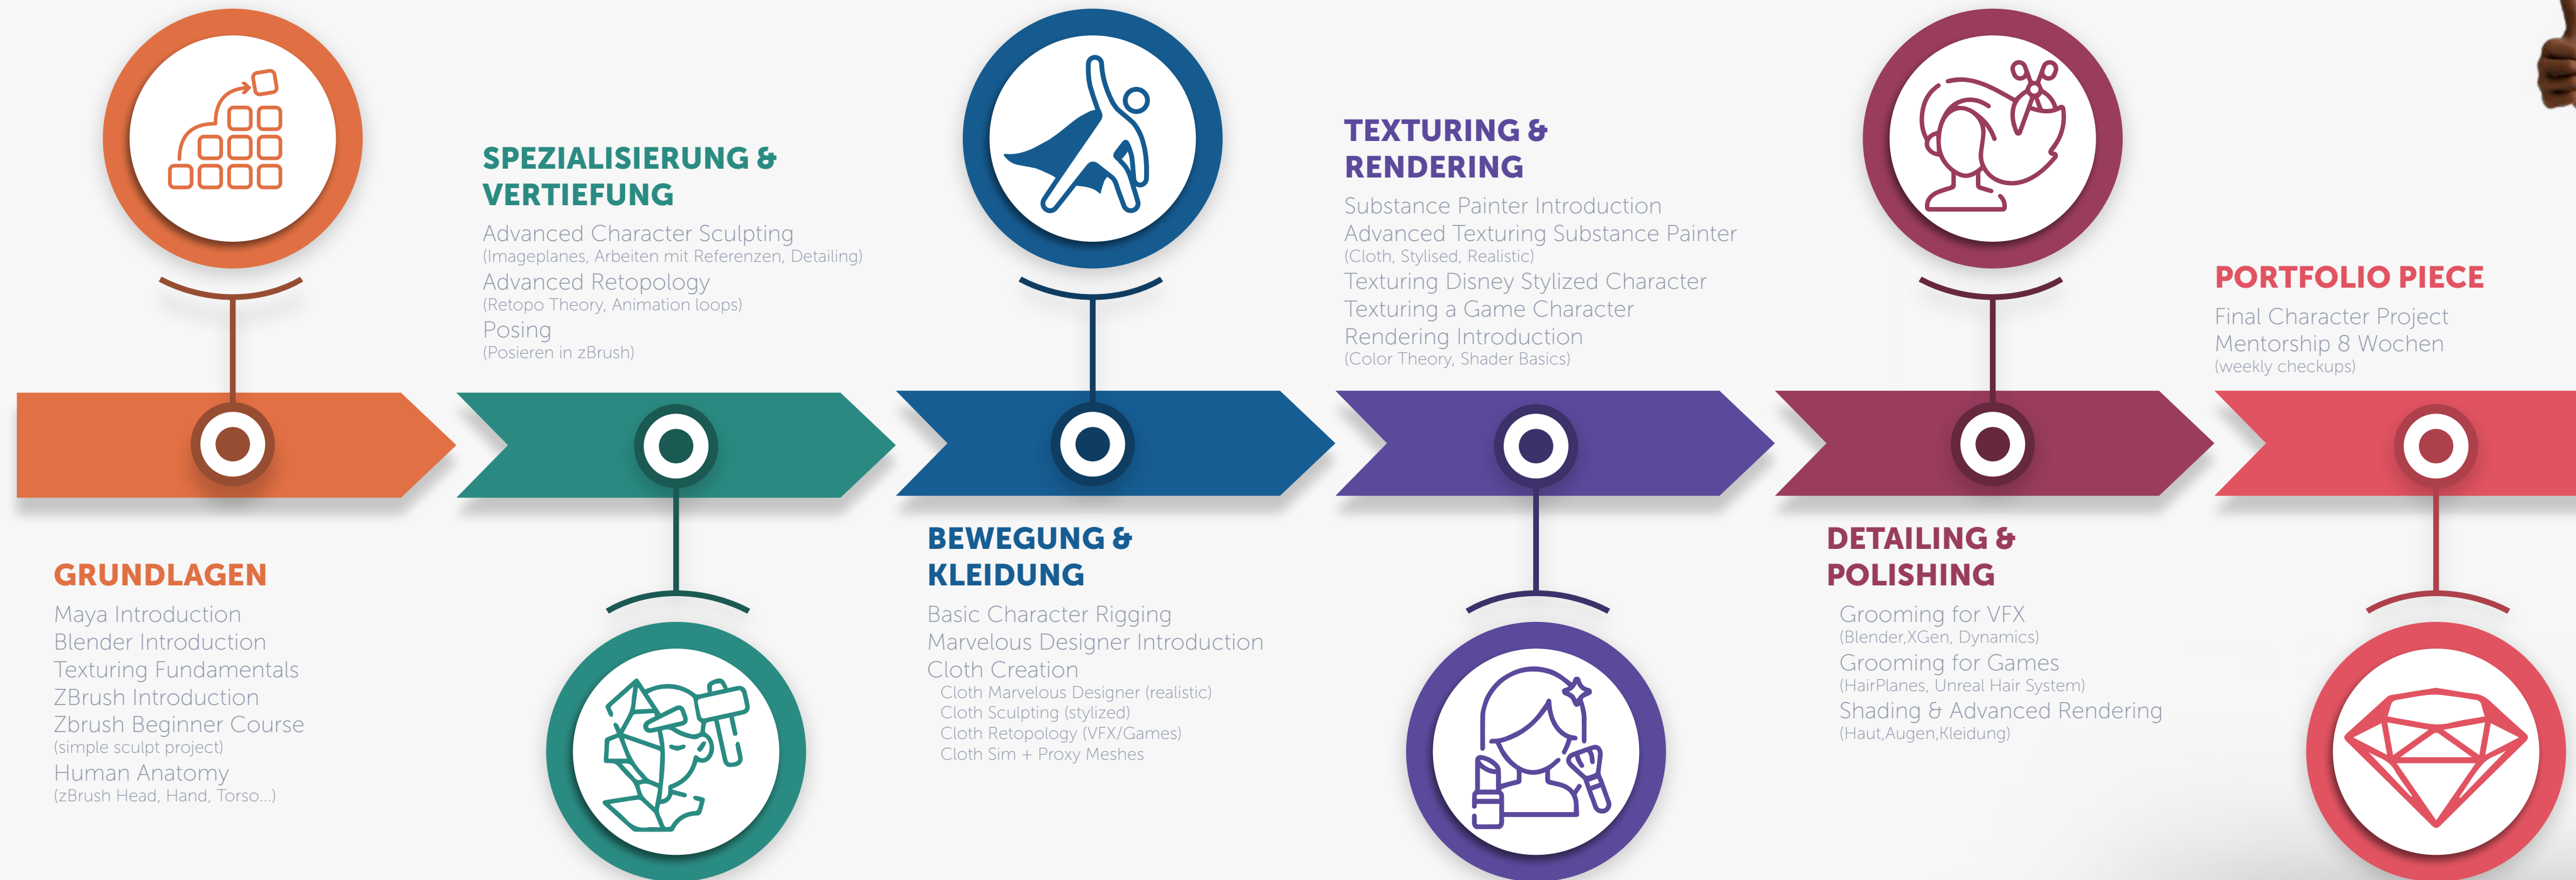 GRUNDLAGEN
Maya Introduction
Blender Introduction
Texturing Fundamentals
ZBrush Introduction
Zbrush Beginner Course
(simple sculpt project)
Human Anatomy
(zBrush Head, Hand, Torso...)
SPEZIALISIERUNG &
VERTIEFUNG
Advanced Character Sculpting
(Imageplanes, Arbeiten mit Referenzen, Detailing)
Advanced Retopology
(Retopo Theory, Animation loops)
Posing
(Posieren in zBrush)
BEWEGUNG &
KLEIDUNG
Basic Character Rigging
Marvelous Designer Introduction
Cloth Creation
Cloth Marvelous Designer (realistic)
Cloth Sculpting (stylized)
Cloth Retopology (VFX/Games)
Cloth Sim + Proxy Meshes
TEXTURING &
RENDERING
Substance Painter Introduction
Advanced Texturing Substance Painter
(Cloth, Stylised, Realistic)
Texturing Disney Stylized Character
Texturing a Game Character
Rendering Introduction
(Color Theory, Shader Basics)
DETAILING &
POLISHING
Grooming for VFX
(Blender,XGen, Dynamics)
Grooming for Games
(HairPlanes, Unreal Hair System)
Shading & Advanced Rendering
(Haut,Augen,Kleidung)
PORTFOLIO PIECE
Final Character Project
Mentorship 8 Wochen
(weekly checkups)